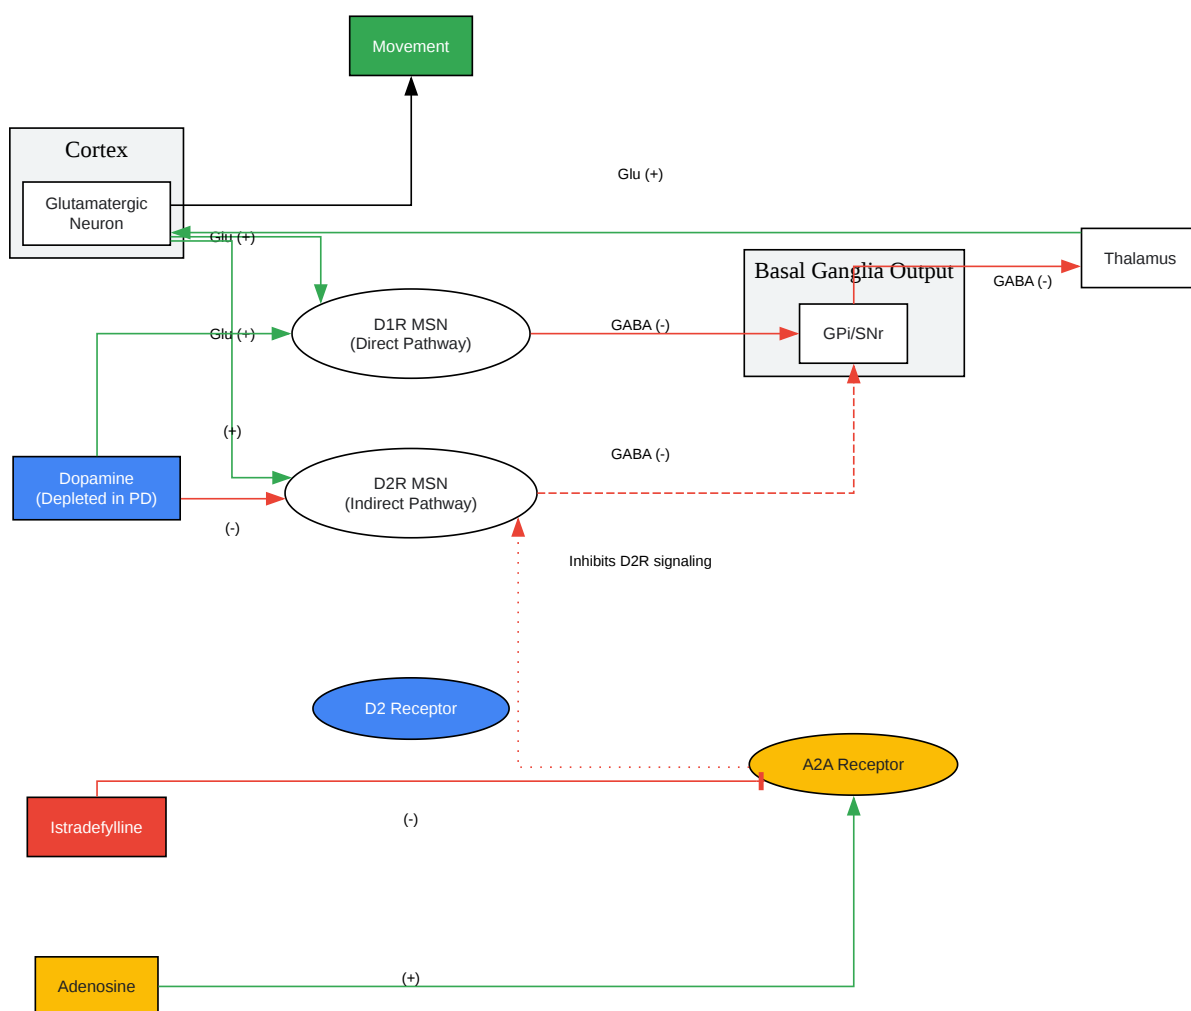 Movement
Cortex
Glutamatergic
Neuron
Glu (+)
Glu (+)
Thalamus
Basal Ganglia Output
GABA (-)
D1R MSN
(Direct Pathway)
GABA (-)
GPi/SNr
Glu (+)
(+)
GABA (-)
Dopamine
(Depleted in PD)
D2R MSN
(Indirect Pathway)
(-)
Inhibits D2R signaling
D2 Receptor
A2A Receptor
Istradefylline
(-)
Adenosine
(+)